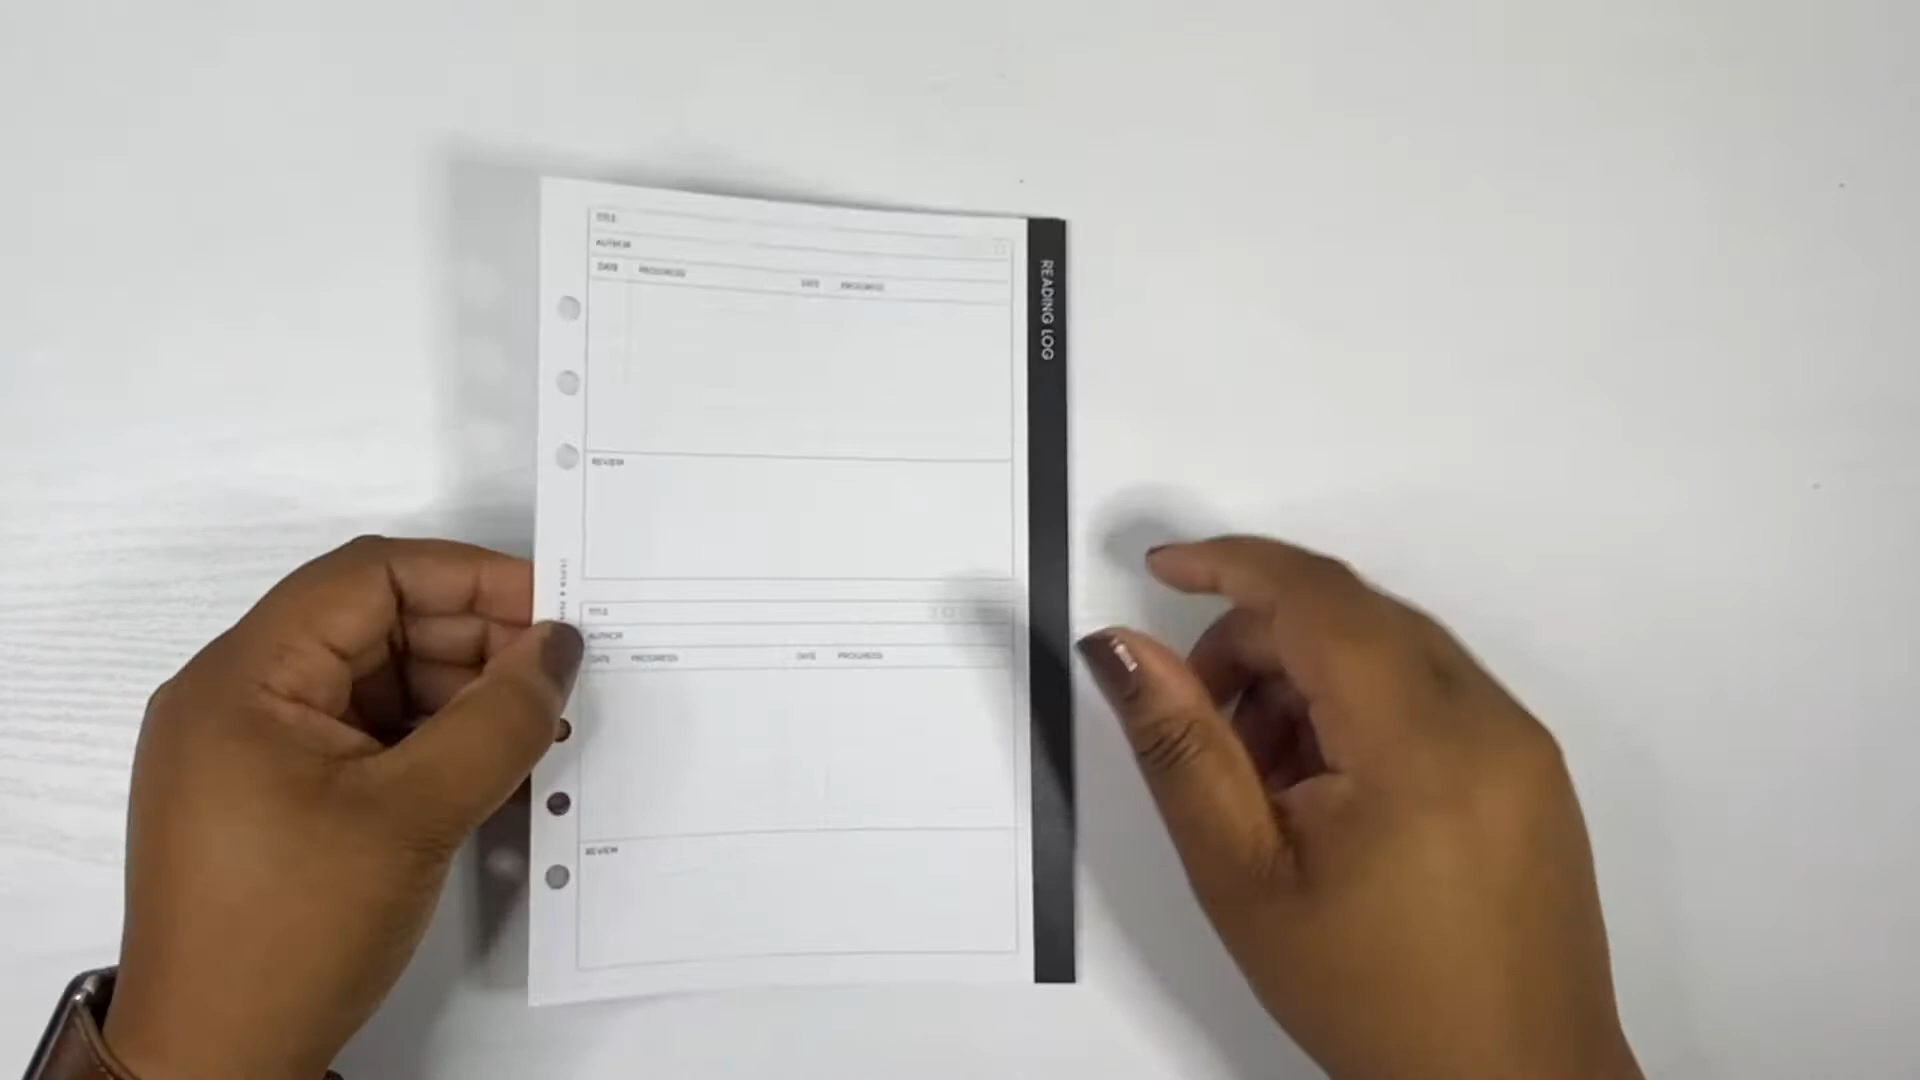 TITLE
AUTHOR
DATE PROGRESS DATE PROGRESS
REVIEW
TITLE
AUTHOR
DATE PROGRESS DATE PROGRESS
REVIEW
READING LOG